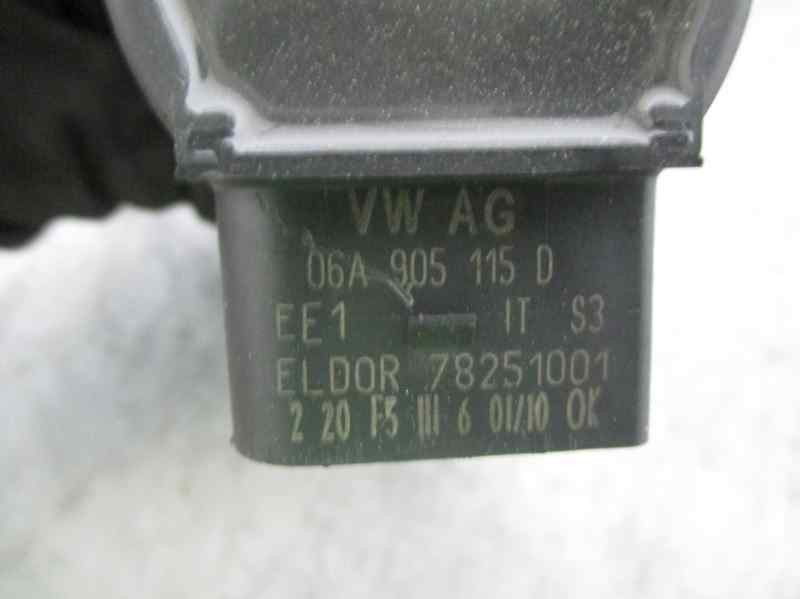 VW AG
06A 905 115 D
EE1 IT S3
ELDOR 78251001
2 20 F5 III 6 01/10 OK